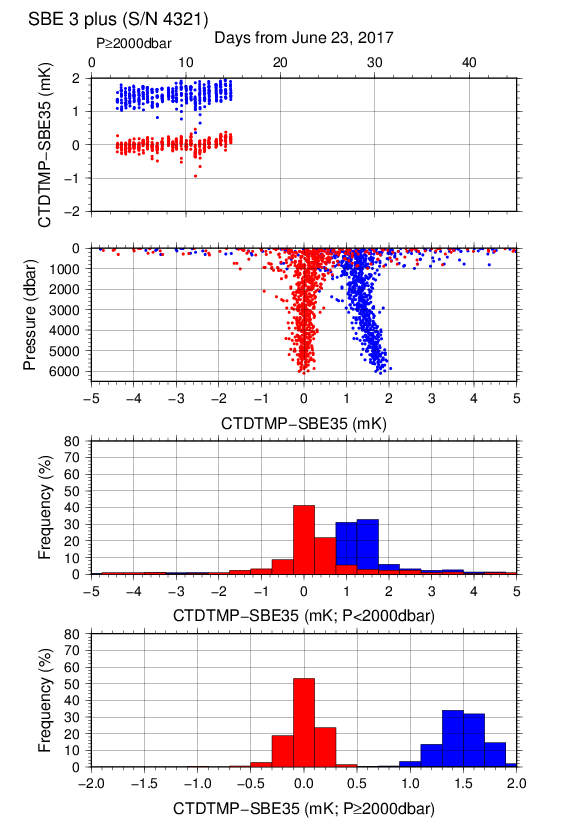 SBE 3 plus (S/N 4321)
P≥2000dbar
Days from June 23, 2017
0 10 20 30 40
CTDTMP−SBE35 (mK)
2
1
0
−1
−2
Pressure (dbar)
0
1000
2000
3000
4000
5000
6000
−5 −4 −3 −2 −1 0 1 2 3 4 5
CTDTMP−SBE35 (mK)
Frequency (%)
80
70
60
50
40
30
20
10
0
−5 −4 −3 −2 −1 0 1 2 3 4 5
CTDTMP−SBE35 (mK; P<2000dbar)
Frequency (%)
80
70
60
50
40
30
20
10
0
−2.0 −1.5 −1.0 −0.5 0.0 0.5 1.0 1.5 2.0
CTDTMP−SBE35 (mK; P≥2000dbar)